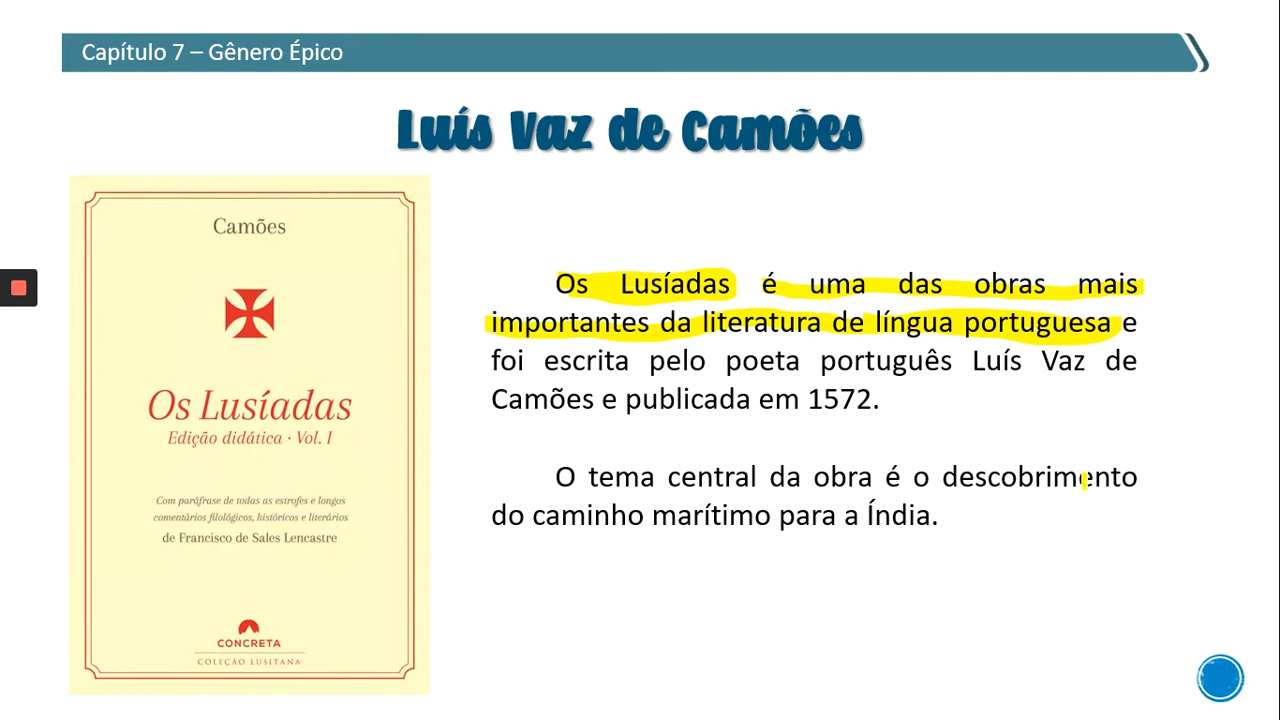 Capítulo 7 – Gênero Épico
Luís Vaz de Camões
Camões
Os Lusíadas
Edição didática · Vol. I
Com paráfrase de todas as estrofes e longos
comentários filológicos, históricos e literários
de Francisco de Sales Lencastre
CONCRETA
COLEÇÃO LUSITANA
Os Lusíadas é uma das obras mais
importantes da literatura de língua portuguesa e
foi escrita pelo poeta português Luís Vaz de
Camões e publicada em 1572.
O tema central da obra é o descobrimento
do caminho marítimo para a Índia.